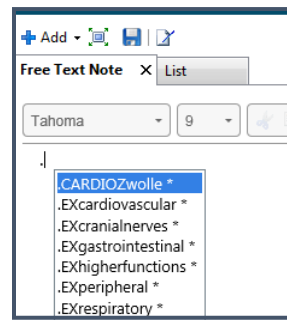 Add
Free Text Note X List
Tahoma 9
.
.CARDIOZwolle *
.EXcardiovascular *
.EXcranialnerves *
.EXgastrointestinal *
.EXhigherfunctions *
.EXperipheral *
.EXrespiratory *